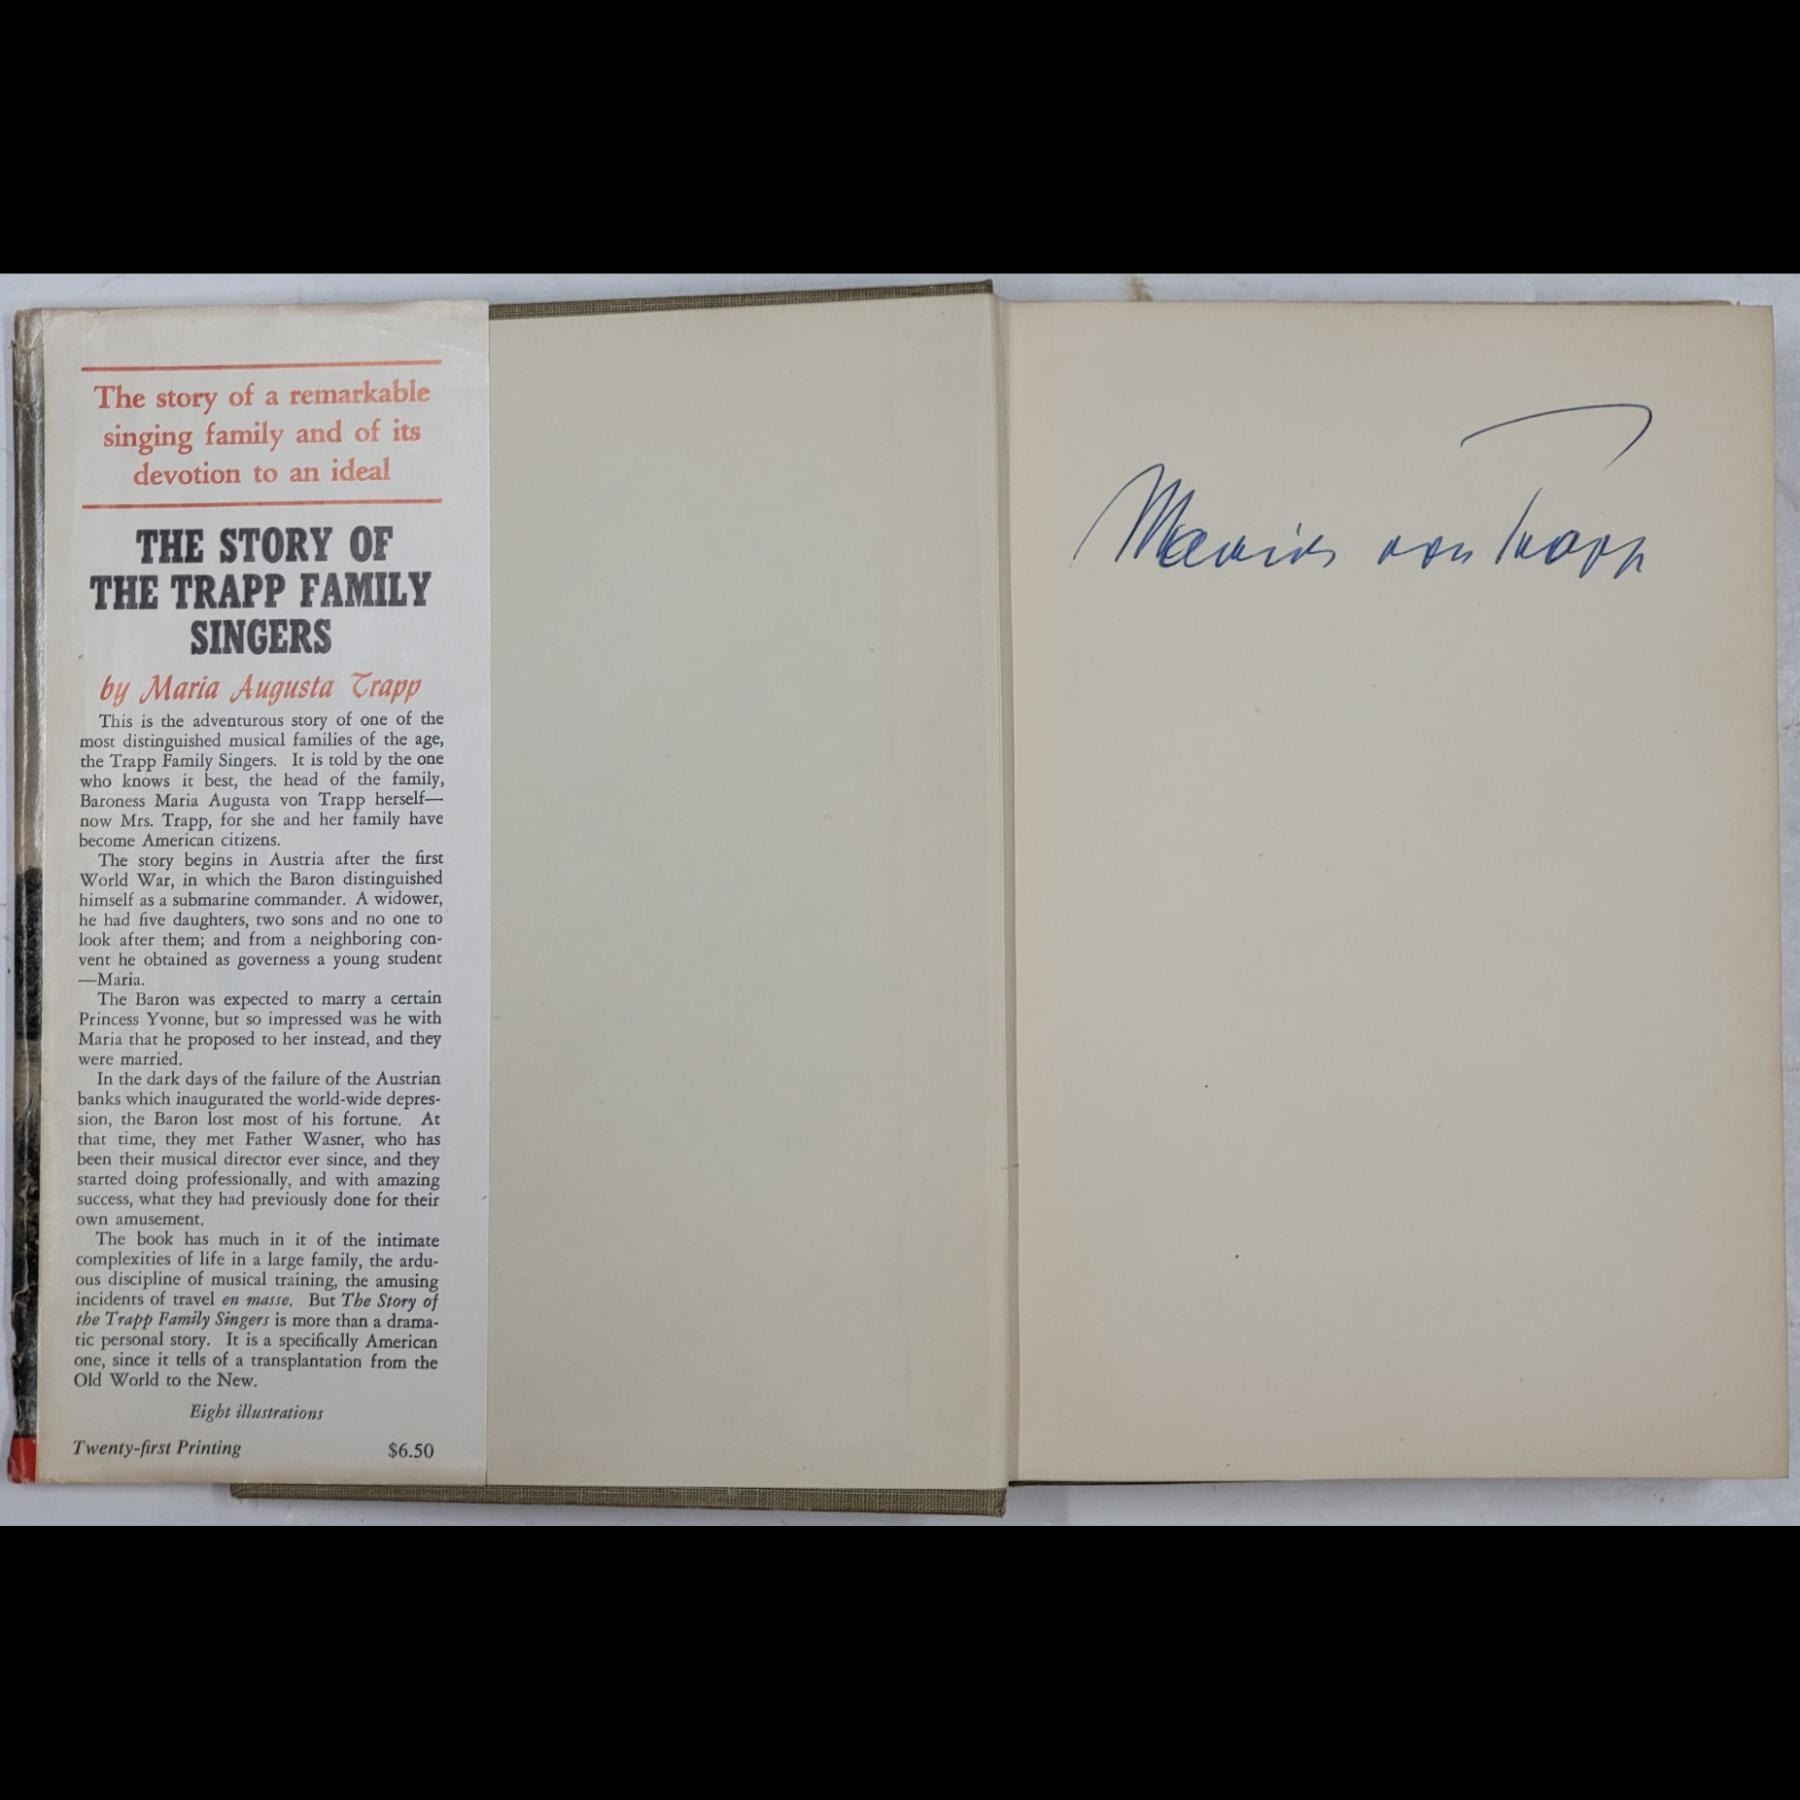 The story of a remarkable
singing family and of its
devotion to an ideal
THE STORY OF
THE TRAPP FAMILY
SINGERS
by Maria Augusta Trapp
This is the adventurous story of one of the
most distinguished musical families of the age,
the Trapp Family Singers. It is told by the one
who knows it best, the head of the family,
Baroness Maria Augusta von Trapp herself—
now Mrs. Trapp, for she and her family have
become American citizens.
The story begins in Austria after the first
World War, in which the Baron distinguished
himself as a submarine commander. A widower,
he had five daughters, two sons and no one to
look after them; and from a neighboring con-
vent he obtained as governess a young student
—Maria.
The Baron was expected to marry a certain
Princess Yvonne, but so impressed was he with
Maria that he proposed to her instead, and they
were married.
In the dark days of the failure of the Austrian
banks which inaugurated the world-wide depres-
sion, the Baron lost most of his fortune. At
that time, they met Father Wasner, who has
been their musical director ever since, and they
started doing professionally, and with amazing
success, what they had previously done for their
own amusement.
The book has much in it of the intimate
complexities of life in a large family, the ardu-
ous discipline of musical training, the amusing
incidents of travel en masse. But The Story of
the Trapp Family Singers is more than a drama-
tic personal story. It is a specifically American
one, since it tells of a transplantation from the
Old World to the New.
Eight illustrations
Twenty-first Printing $6.50
Maria von Trapp